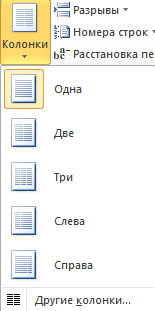 Колонки
Разрывы
Номера строк
Расстановка пе
Одна
Две
Три
Слева
Справа
Другие колонки...